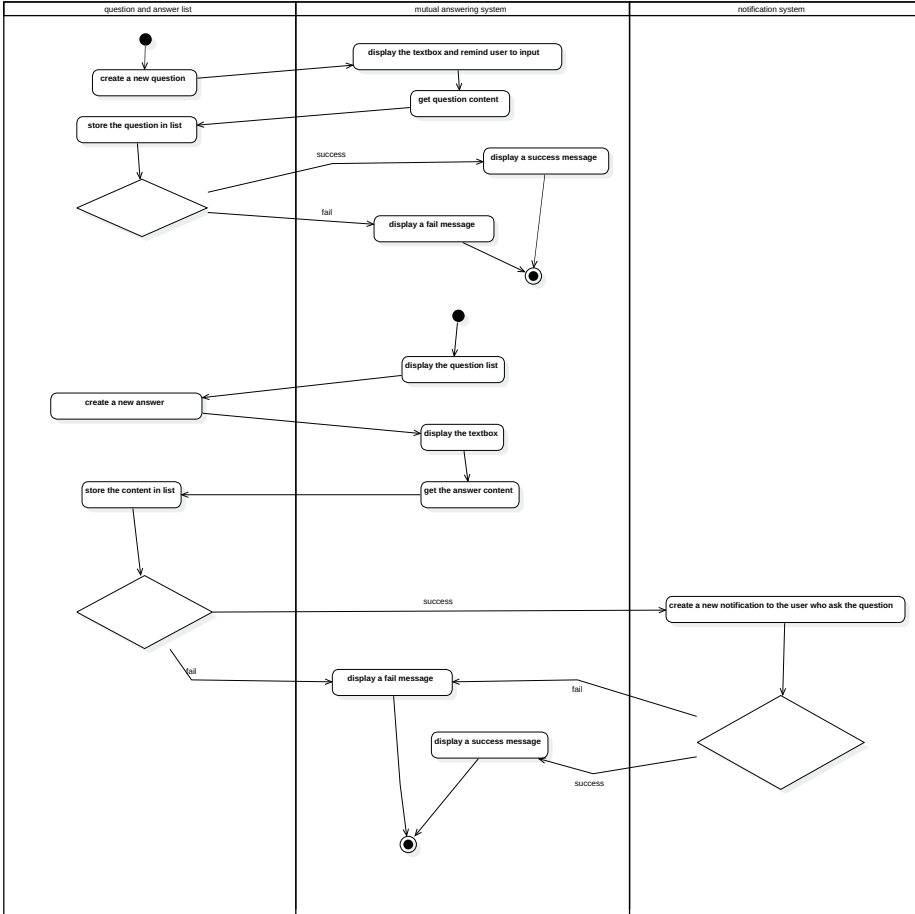 question and answer list
mutual answering system
notification system
display the textbox and remind user to input
create a new question
get question content
store the question in list
success
display a success message
fail
display a fail message
display the question list
create a new answer
display the textbox
store the content in list
get the answer content
success
create a new notification to the user who ask the question
fail
display a fail message
fail
display a success message
success